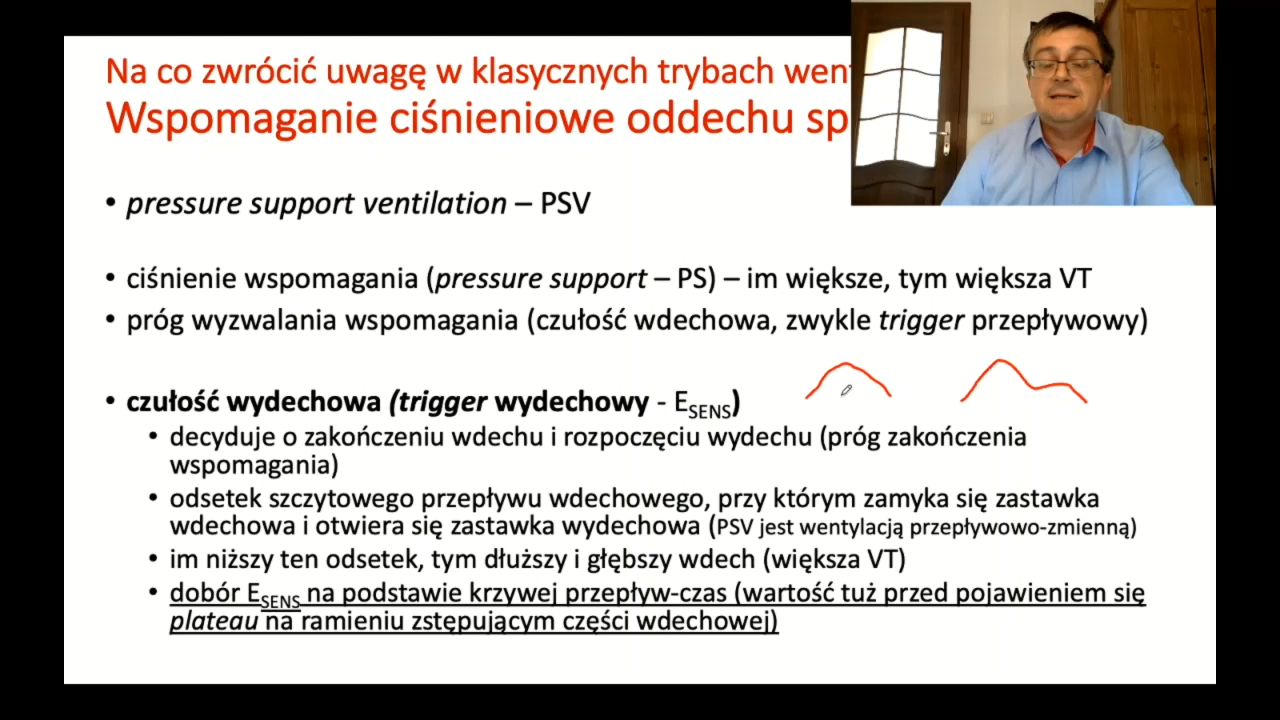 Na co zwrócić uwagę w klasycznych trybach
Wspomaganie ciśnieniowe oddechu
• pressure support ventilation – PSV
• ciśnienie wspomagania (pressure support – PS) – im większe, tym większa VT
• próg wyzwalania wspomagania (czułość wdechowa, zwykle trigger przepływowy)
• czułość wydechowa (trigger wydechowy - ESENS)
• decyduje o zakończeniu wdechu i rozpoczęciu wydechu (próg zakończenia
wspomagania)
• odsetek szczytowego przepływu wdechowego, przy którym zamyka się zastawka
wdechowa i otwiera się zastawka wydechowa (PSV jest wentylacją przepływowo-zmienną)
• im niższy ten odsetek, tym dłuższy i głębszy wdech (większa VT)
• dobór ESENS na podstawie krzywej przepływ-czas (wartość tuż przed pojawieniem się
plateau na ramieniu zstępującym części wdechowej)